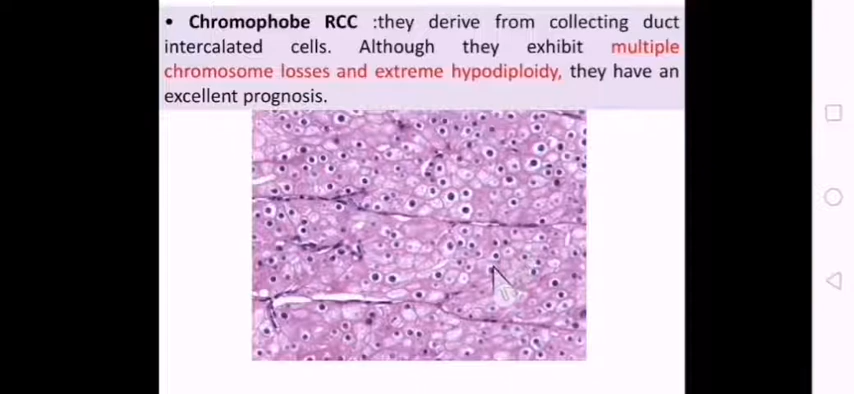 • Chromophobe RCC :they derive from collecting duct
intercalated cells. Although they exhibit multiple
chromosome losses and extreme hypodiploidy, they have an
excellent prognosis.